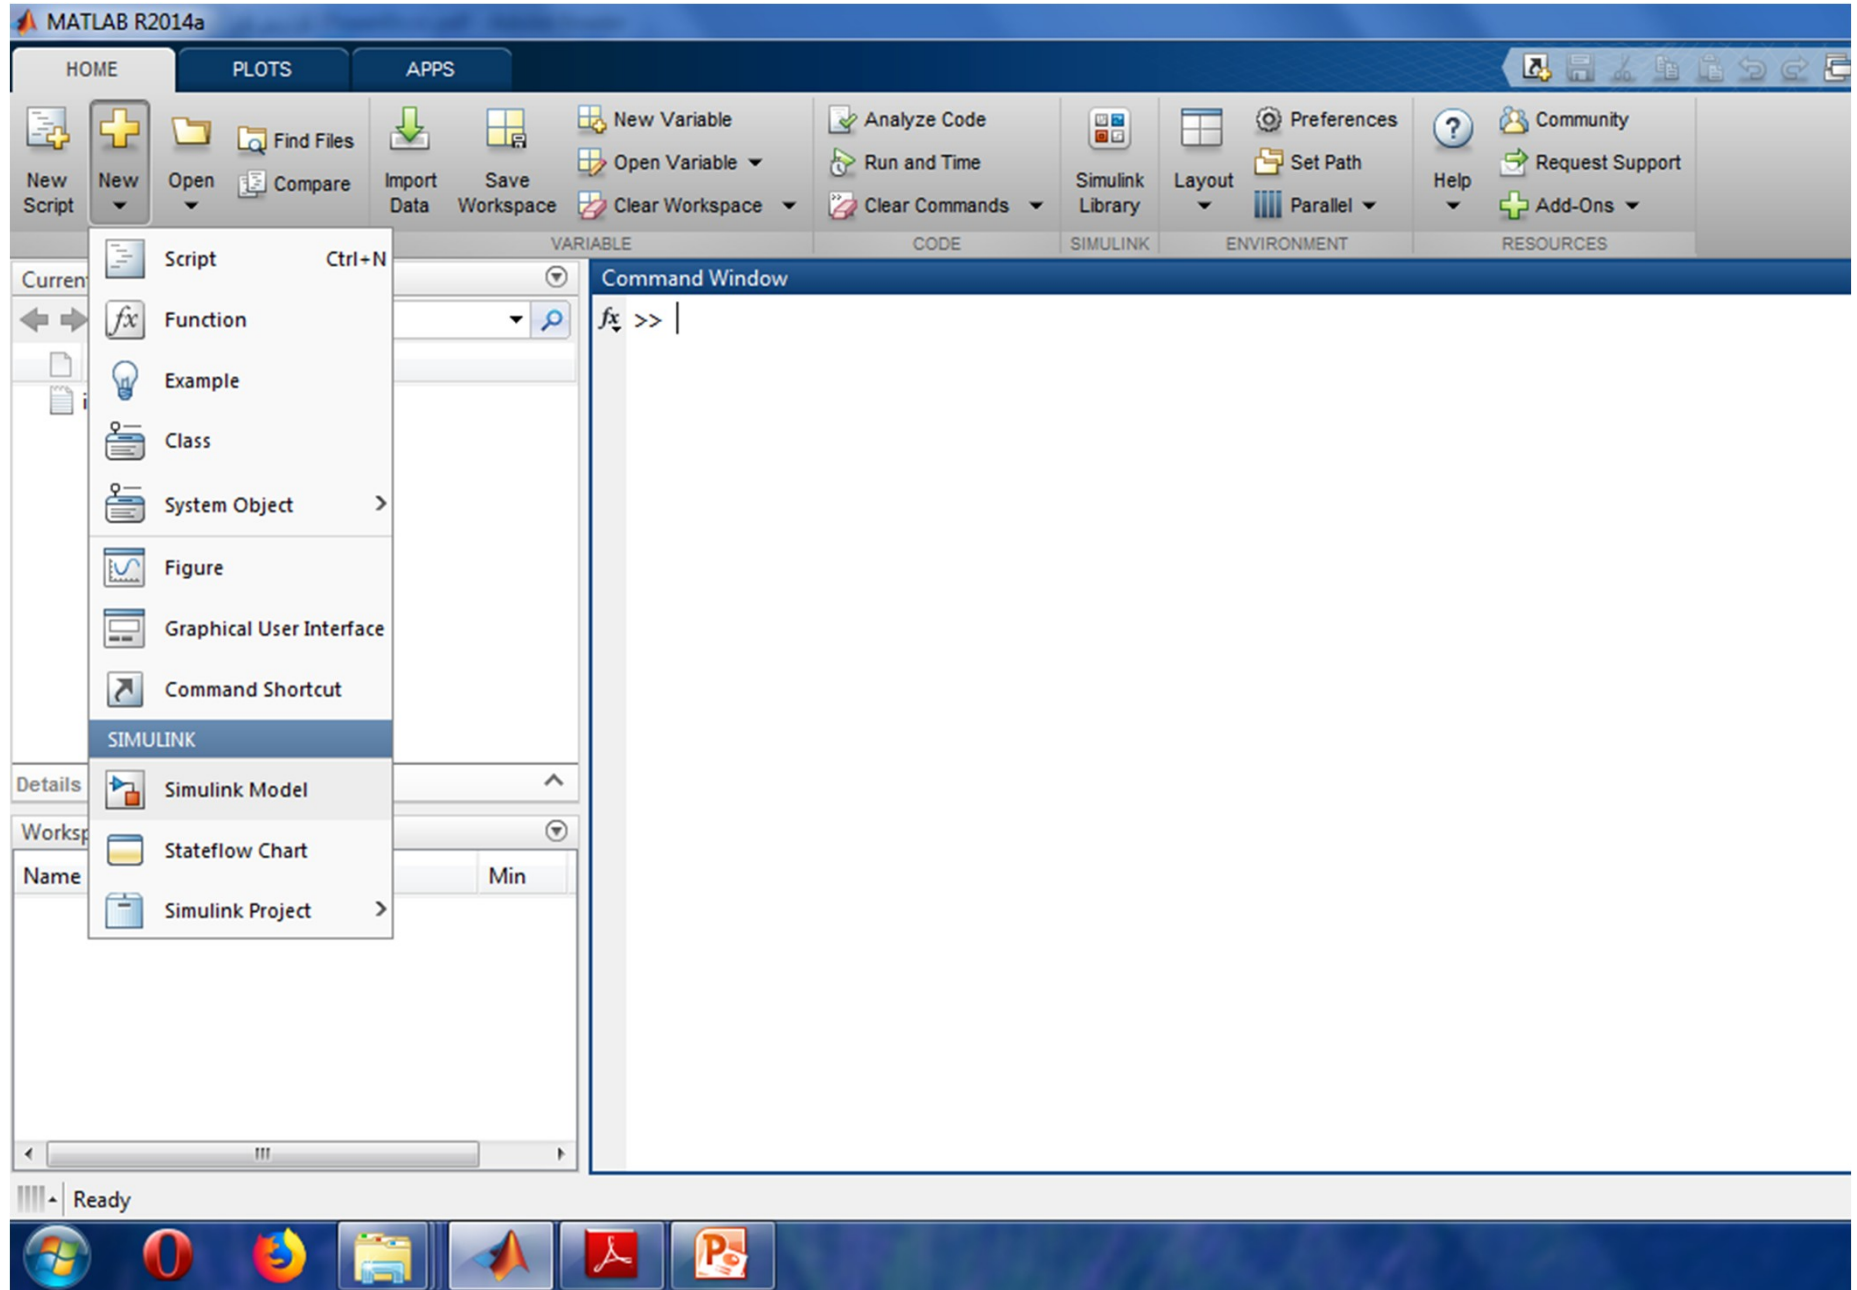 MATLAB R2014a
HOME PLOTS APPS
New Script
New
Open
Find Files
Compare
Import Data
Save Workspace
New Variable
Open Variable
Clear Workspace
Analyze Code
Run and Time
Clear Commands
Simulink Library
Layout
Preferences
Set Path
Parallel
Help
Community
Request Support
Add-Ons
VARIABLE CODE SIMULINK ENVIRONMENT RESOURCES
Script Ctrl+N
Function
Example
Class
System Object
Figure
Graphical User Interface
Command Shortcut
SIMULINK
Simulink Model
Stateflow Chart
Simulink Project
Command Window
fx >>
Details
Name Min
Ready